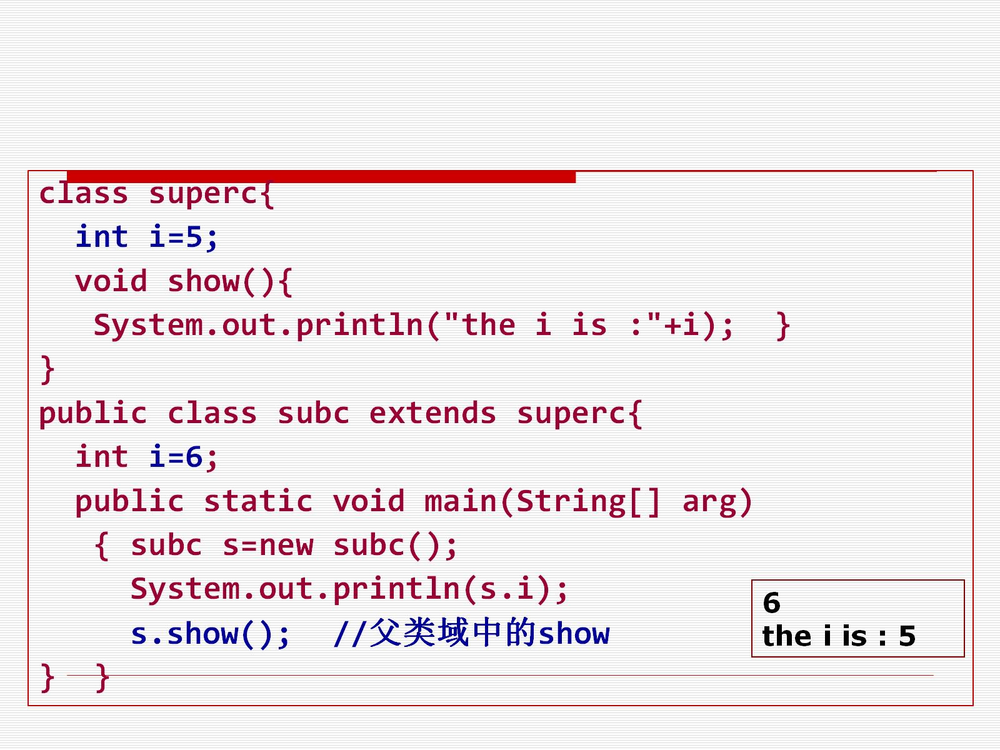 class superc{
  int i=5;
  void show(){
   System.out.println("the i is :"+i);  }
}
public class subc extends superc{
  int i=6;
  public static void main(String[] arg)
   { subc s=new subc();
     System.out.println(s.i);
     s.show();  //父类域中的show
}  }
6
the i is : 5